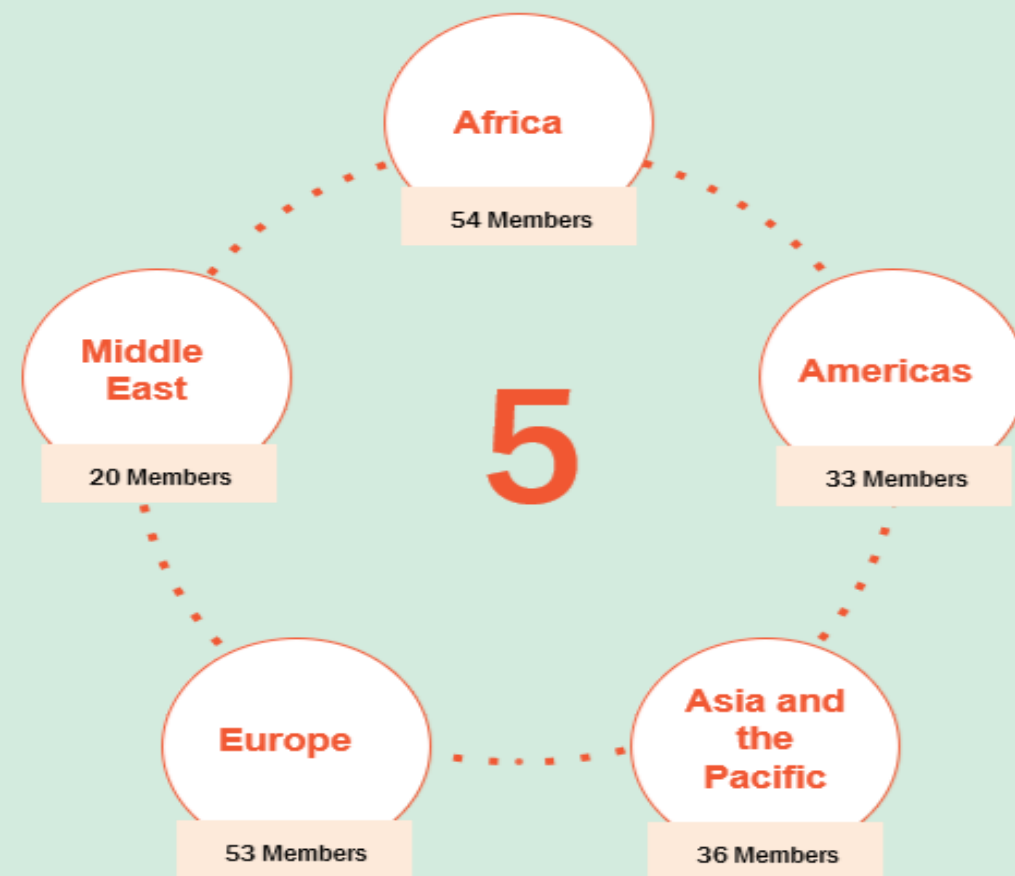 Africa
54 Members
Middle
East
20 Members
5
Americas
33 Members
Europe
53 Members
Asia and
the
Pacific
36 Members